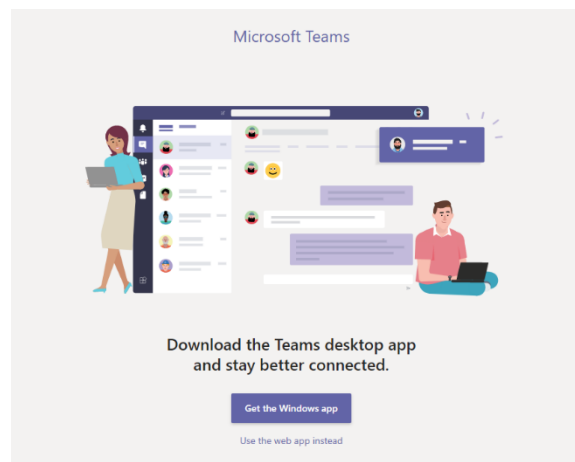 Microsoft Teams
Download the Teams desktop app
and stay better connected.
Get the Windows app
Use the web app instead